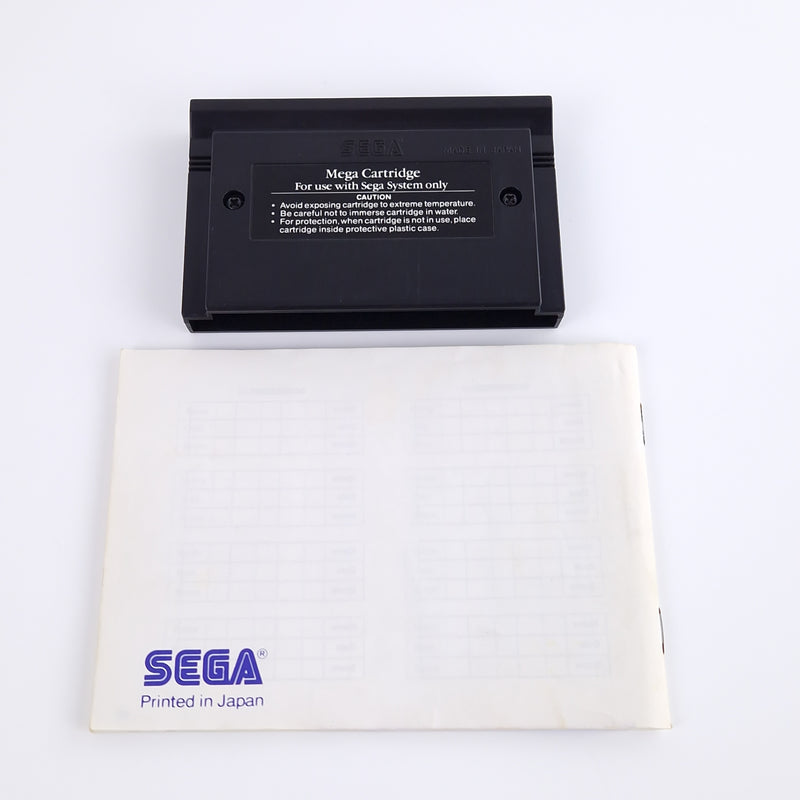 SEGA MADE IN JAPAN
Mega Cartridge
For use with Sega System only
CAUTION
• Avoid exposing cartridge to extreme temperature.
• Be careful not to immerse cartridge in water.
• For protection, when cartridge is not in use, place
cartridge inside protective plastic case.
SEGA®
Printed in Japan